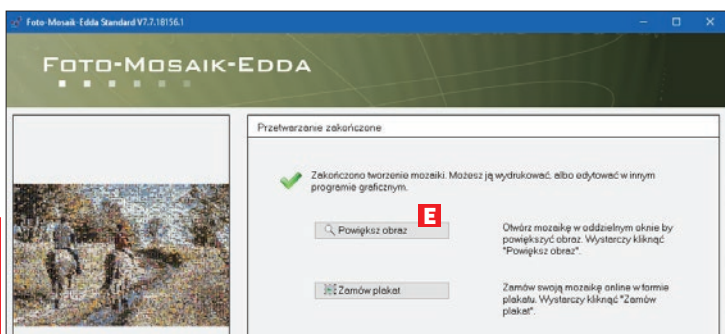 Foto-Mosaik-Edda Standard V7.7.18156.1
FOTO-MOSAIK-EDDA
Przetwarzanie zakończone
Zakończono tworzenie mozaiki. Możesz ją wydrukować, albo edytować w innym
programie graficznym.
E
Powiększ obraz
Otwórz mozaikę w oddzielnym oknie by
powiększyć obraz. Wystarczy kliknąć
"Powiększ obraz".
Zamów plakat
Zamów swoją mozaikę online w formie
plakatu. Wystarczy kliknąć "Zamów
plakat".